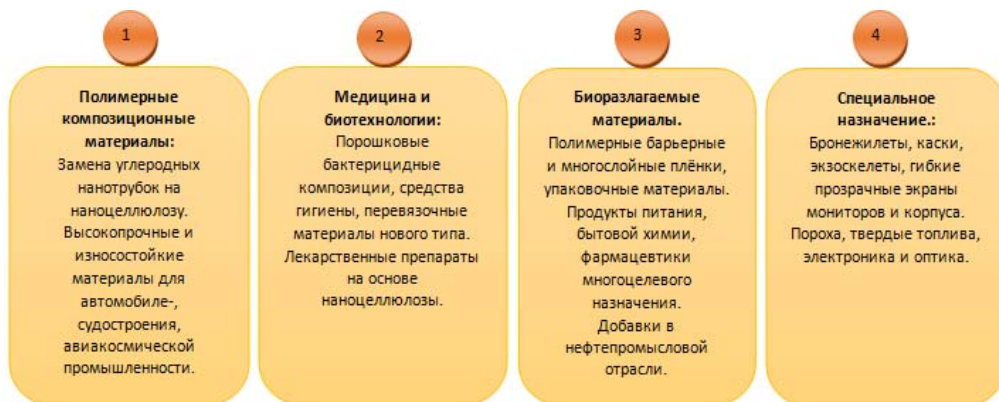 1
Полимерные
композиционные
материалы:
Замена углеродных
нанотрубок на
наноцеллюлозу.
Высокопрочные и
износостойкие
материалы для
автомобиле-,
судостроения,
авиакосмической
промышленности.
2
Медицина и
биотехнологии:
Порошковые
бактерицидные
композиции, средства
гигиены, перевязочные
материалы нового типа.
Лекарственные препараты
на основе
наноцеллюлозы.
3
Биоразлагаемые
материалы.
Полимерные барьерные
и многослойные плёнки,
упаковочные материалы.
Продукты питания,
бытовой химии,
фармацевтики
многоцелевого
назначения.
Добавки в
нефтепромысловой
отрасли.
4
Специальное
назначение.:
Бронежилеты, каски,
экзоскелеты, гибкие
прозрачные экраны
мониторов и корпуса.
Пороха, твердые топлива,
электроника и оптика.